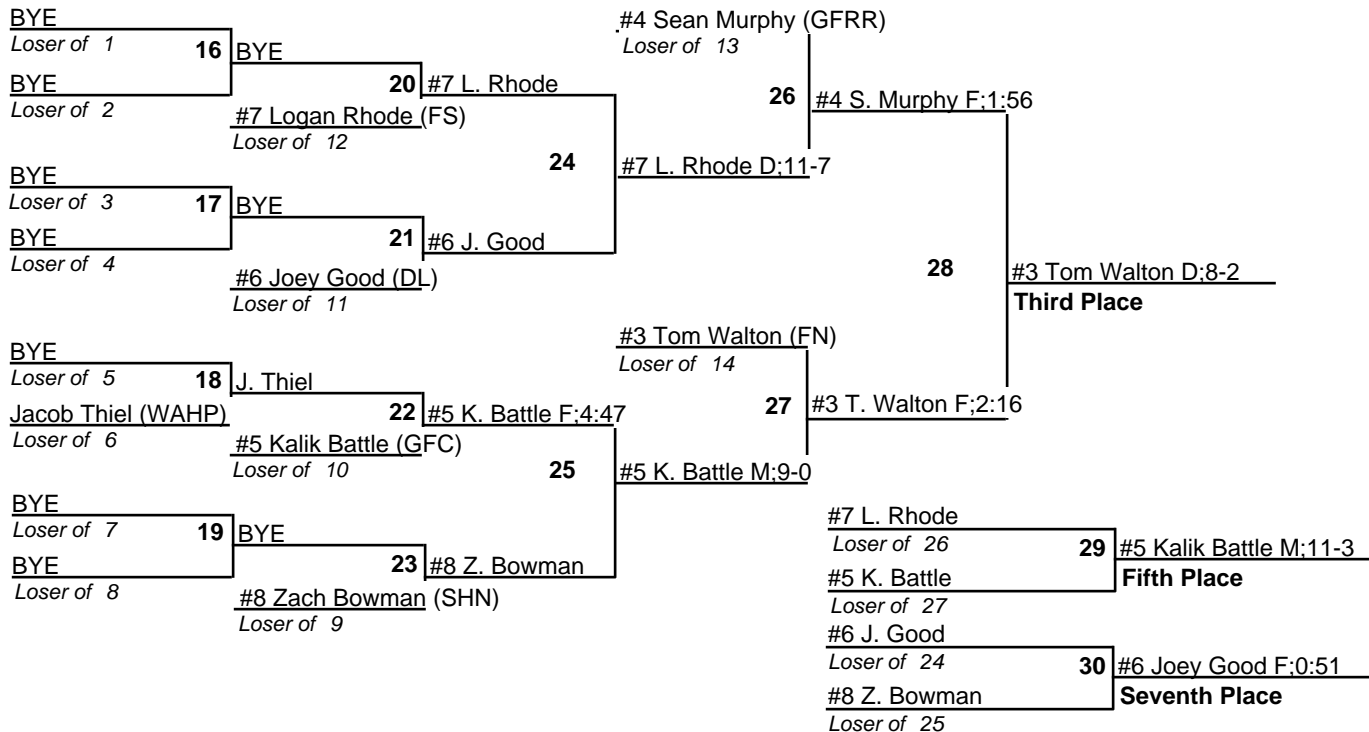 BYE
Loser of 1
16
BYE
BYE
Loser of 2
20
#7 L. Rhode
#7 Logan Rhode (FS)
Loser of 12
24
BYE
Loser of 3
17
BYE
BYE
Loser of 4
21
#6 J. Good
#6 Joey Good (DL)
Loser of 11
#4 Sean Murphy (GFRR)
Loser of 13
26
#4 S. Murphy F;1:56
#7 L. Rhode D;11-7
28
#3 Tom Walton D;8-2
Third Place
BYE
Loser of 5
18
J. Thiel
Jacob Thiel (WAHP)
Loser of 6
22
#5 K. Battle F;4:47
#5 Kalik Battle (GFC)
Loser of 10
25
BYE
Loser of 7
19
BYE
BYE
Loser of 8
23
#8 Z. Bowman
#8 Zach Bowman (SHN)
Loser of 9
#3 Tom Walton (FN)
Loser of 14
27
#3 T. Walton F;2:16
#5 K. Battle M;9-0
#7 L. Rhode
Loser of 26
29
#5 Kalik Battle M;11-3
Fifth Place
#5 K. Battle
Loser of 27
#6 J. Good
Loser of 24
30
#6 Joey Good F;0:51
Seventh Place
#8 Z. Bowman
Loser of 25